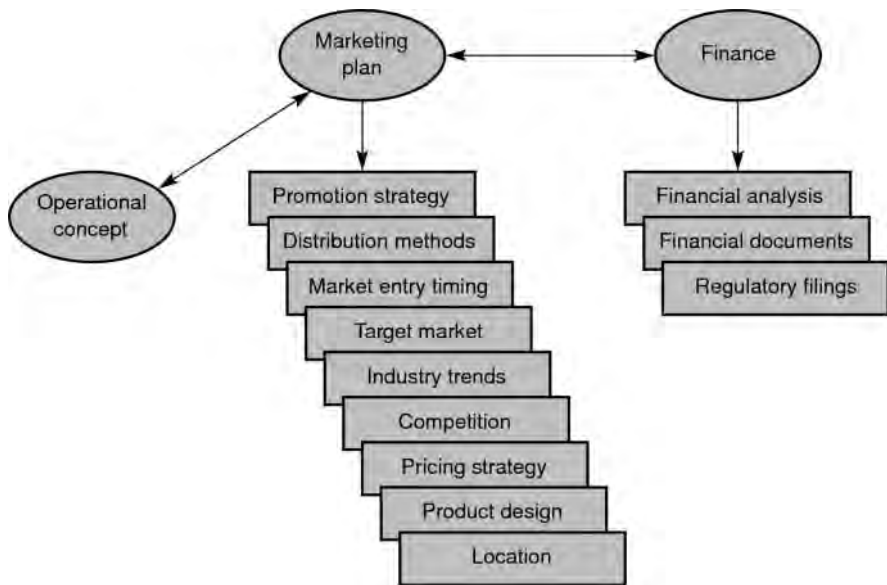 Marketing
plan
Finance
Operational
concept
Promotion strategy
Distribution methods
Market entry timing
Target market
Industry trends
Competition
Pricing strategy
Product design
Location
Financial analysis
Financial documents
Regulatory filings